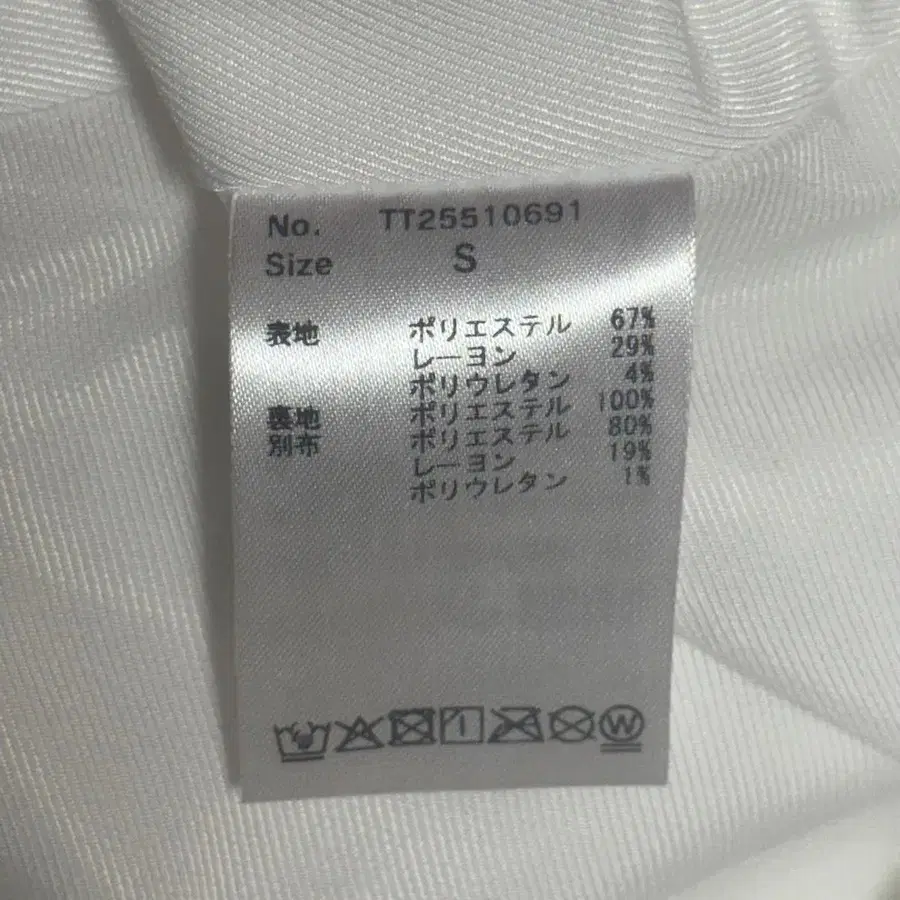 No. TT25510691
Size S
表地 ポリエステル 67%
レーヨン 29%
ポリウレタン 4%
裏地 ポリエステル 100%
別布 ポリエステル 80%
レーヨン 19%
ポリウレタン 1%
W